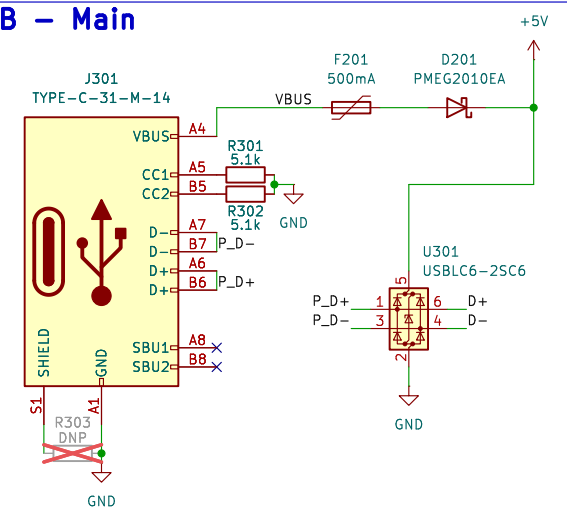 B - Main
+5V
J301
TYPE-C-31-M-14
F201
500mA
D201
PMEG2010EA
VBUS
VBUS
A4
R301
5.1k
CC1
A5
CC2
B5
R302
5.1k
GND
D-
A7
D-
B7
P_D-
D+
A6
D+
B6
P_D+
U301
USBLC6-2SC6
5
P_D+
1
6
D+
P_D-
3
4
D-
2
GND
SBU1
A8
SBU2
B8
SHIELD
GND
S1
A1
R303
DNP
GND